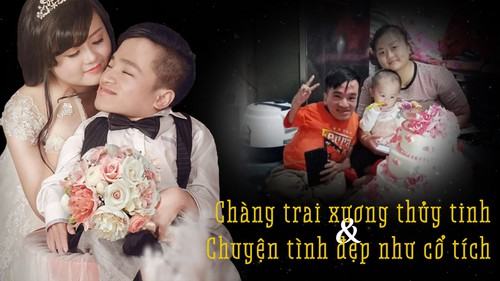 Chàng trai xương thủy tinh
&
Chuyện tình đẹp như cổ tích